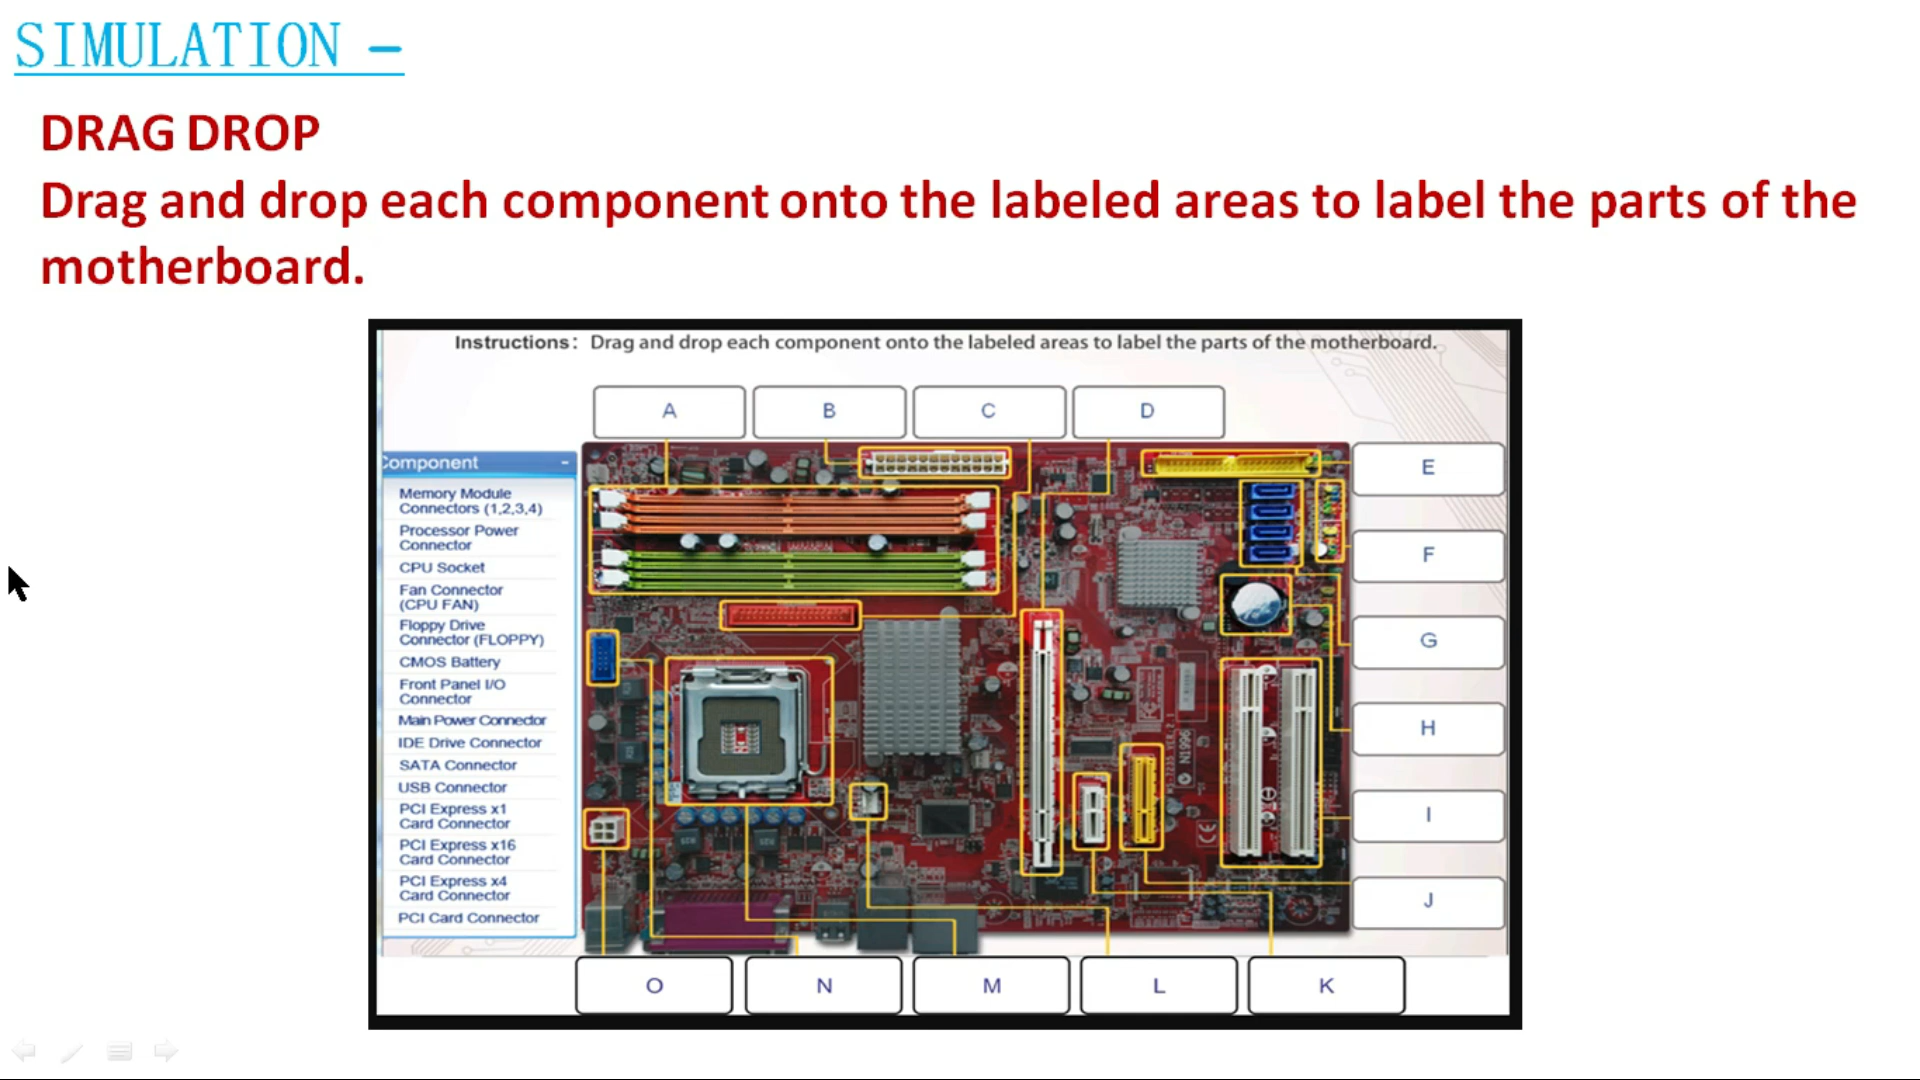 SIMULATION –
DRAG DROP
Drag and drop each component onto the labeled areas to label the parts of the
motherboard.
Instructions: Drag and drop each component onto the labeled areas to label the parts of the motherboard.
A
B
C
D
Component –
Memory Module
Connectors (1,2,3,4)
Processor Power
Connector
CPU Socket
Fan Connector
(CPU FAN)
Floppy Drive
Connector (FLOPPY)
CMOS Battery
Front Panel I/O
Connector
Main Power Connector
IDE Drive Connector
SATA Connector
USB Connector
PCI Express x1
Card Connector
PCI Express x16
Card Connector
PCI Express x4
Card Connector
PCI Card Connector
E
F
G
H
I
J
N1996
FC
CE
O
N
M
L
K